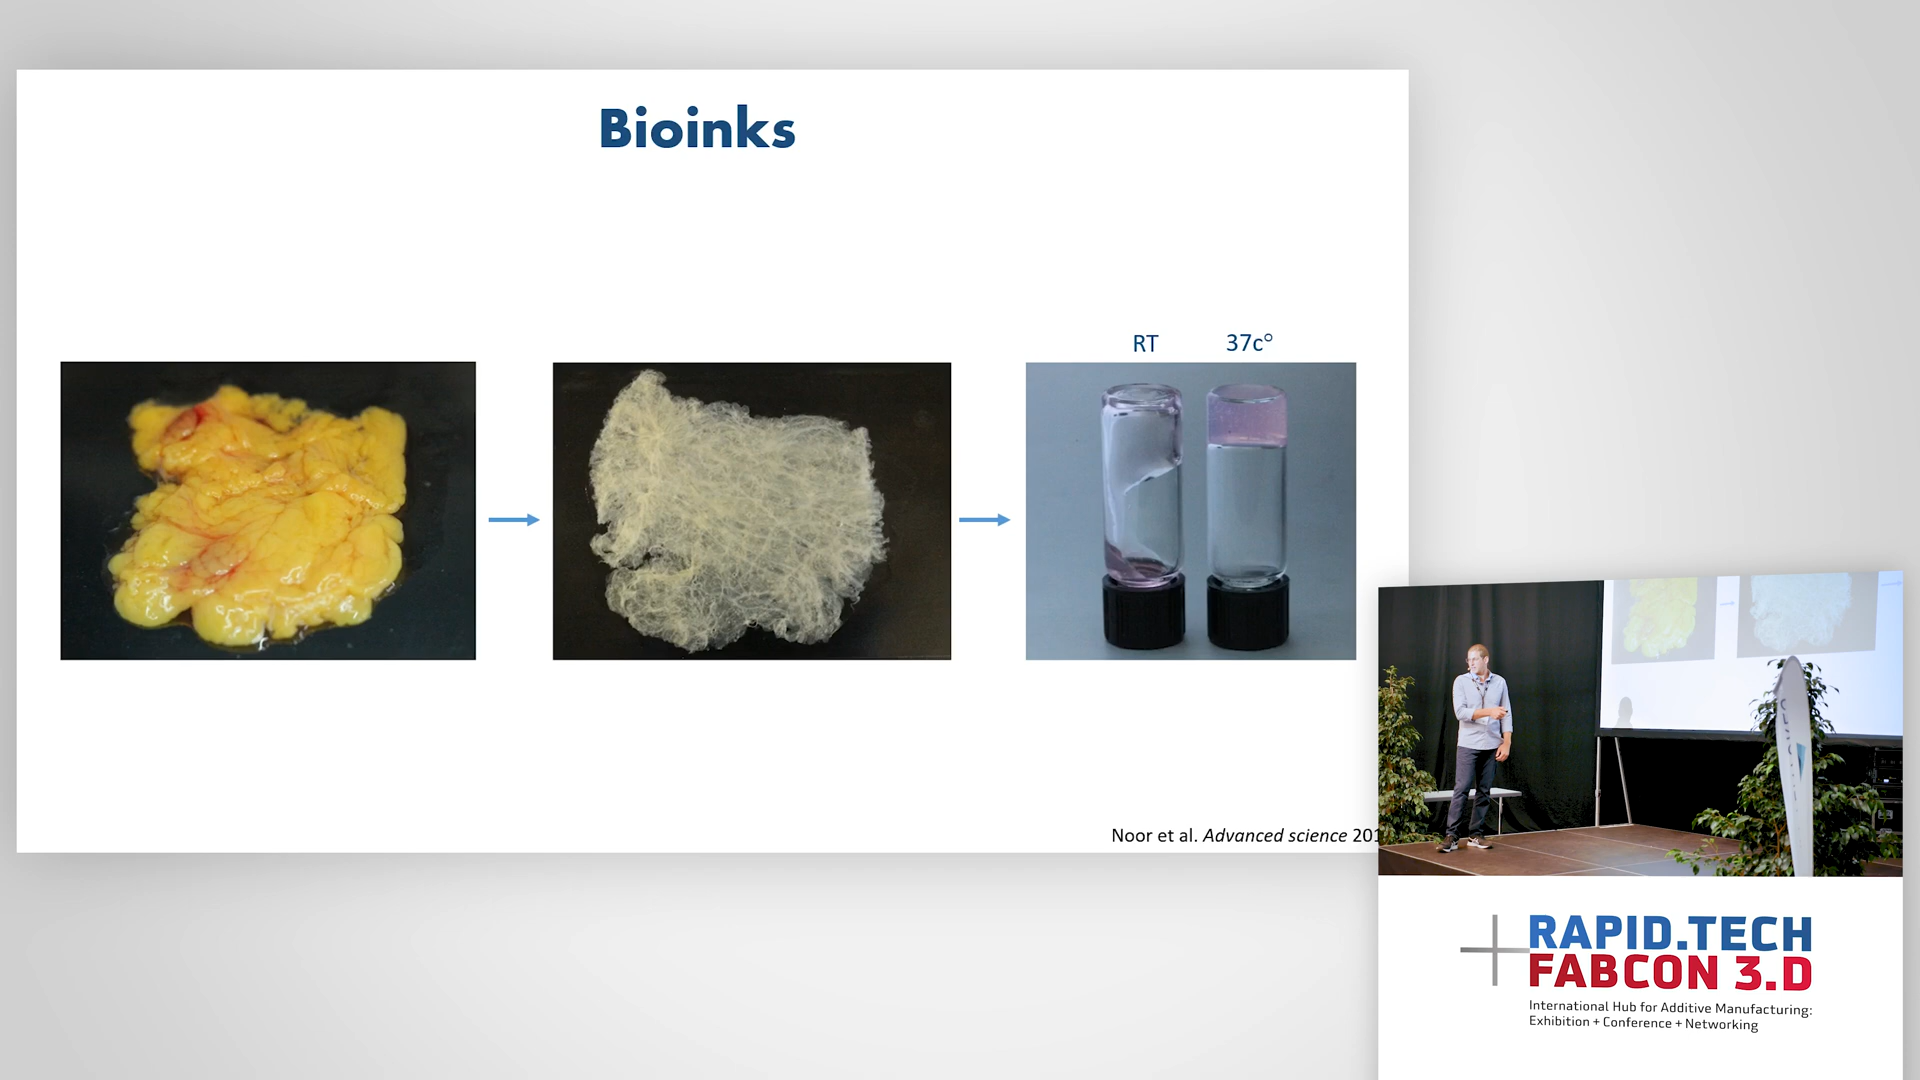 Bioinks
RT 37c°
Noor et al. Advanced science 201
RAPID.TECH
FABCON 3.D
International Hub for Additive Manufacturing:
Exhibition + Conference + Networking